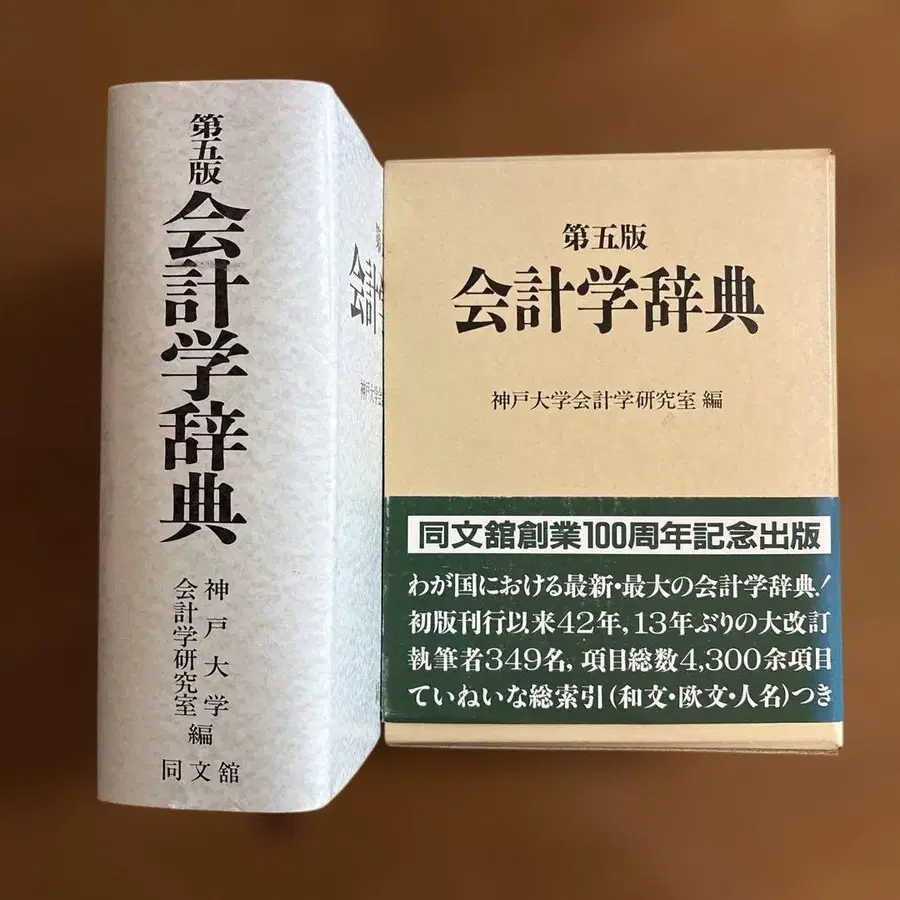 第五版
会計学辞典
神戸大学
会計学研究室 編
同文舘
第五版
会計学辞典
神戸大学会計学研究室 編
同文舘創業100周年記念出版
わが国における最新・最大の会計学辞典!
初版刊行以来42年,13年ぶりの大改訂
執筆者349名,項目総数4,300余項目
ていねいな総索引(和文・欧文・人名)つき